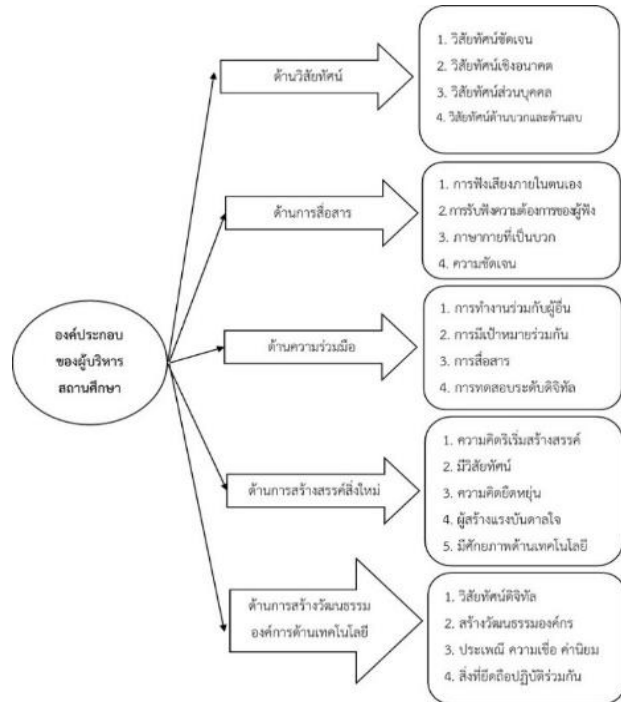 องค์ประกอบ
ของผู้บริหาร
สถานศึกษา
ด้านวิสัยทัศน์
1. วิสัยทัศน์ชัดเจน
2. วิสัยทัศน์เชิงอนาคต
3. วิสัยทัศน์ส่วนบุคคล
4. วิสัยทัศน์ด้านบวกและด้านลบ
ด้านการสื่อสาร
1. การฟังเสียงภายในตนเอง
2.การรับฟังความต้องการของผู้ฟัง
3. ภาษากายที่เป็นบวก
4. ความชัดเจน
ด้านความร่วมมือ
1. การทำงานร่วมกับผู้อื่น
2. การมีเป้าหมายร่วมกัน
3. การสื่อสาร
4. การทดสอบระดับดิจิทัล
ด้านการสร้างสรรค์สิ่งใหม่
1. ความคิดริเริ่มสร้างสรรค์
2. มีวิสัยทัศน์
3. ความคิดยืดหยุ่น
4. ผู้สร้างแรงบันดาลใจ
5. มีศักยภาพด้านเทคโนโลยี
ด้านการสร้างวัฒนธรรม
องค์การด้านเทคโนโลยี
1. วิสัยทัศน์ดิจิทัล
2. สร้างวัฒนธรรมองค์กร
3. ประเพณี ความเชื่อ ค่านิยม
4. สิ่งที่ยึดถือปฏิบัติร่วมกัน